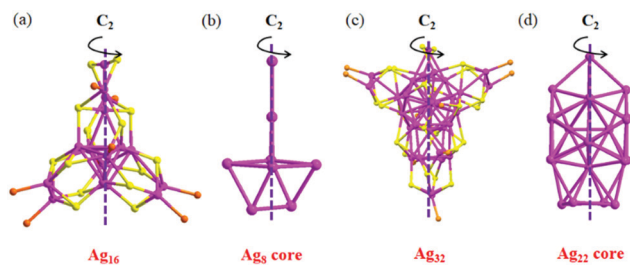 (a) C₂ (b) C₂ (c) C₂ (d) C₂
Ag₁₆ Ag₈ core Ag₃₂ Ag₂₂ core